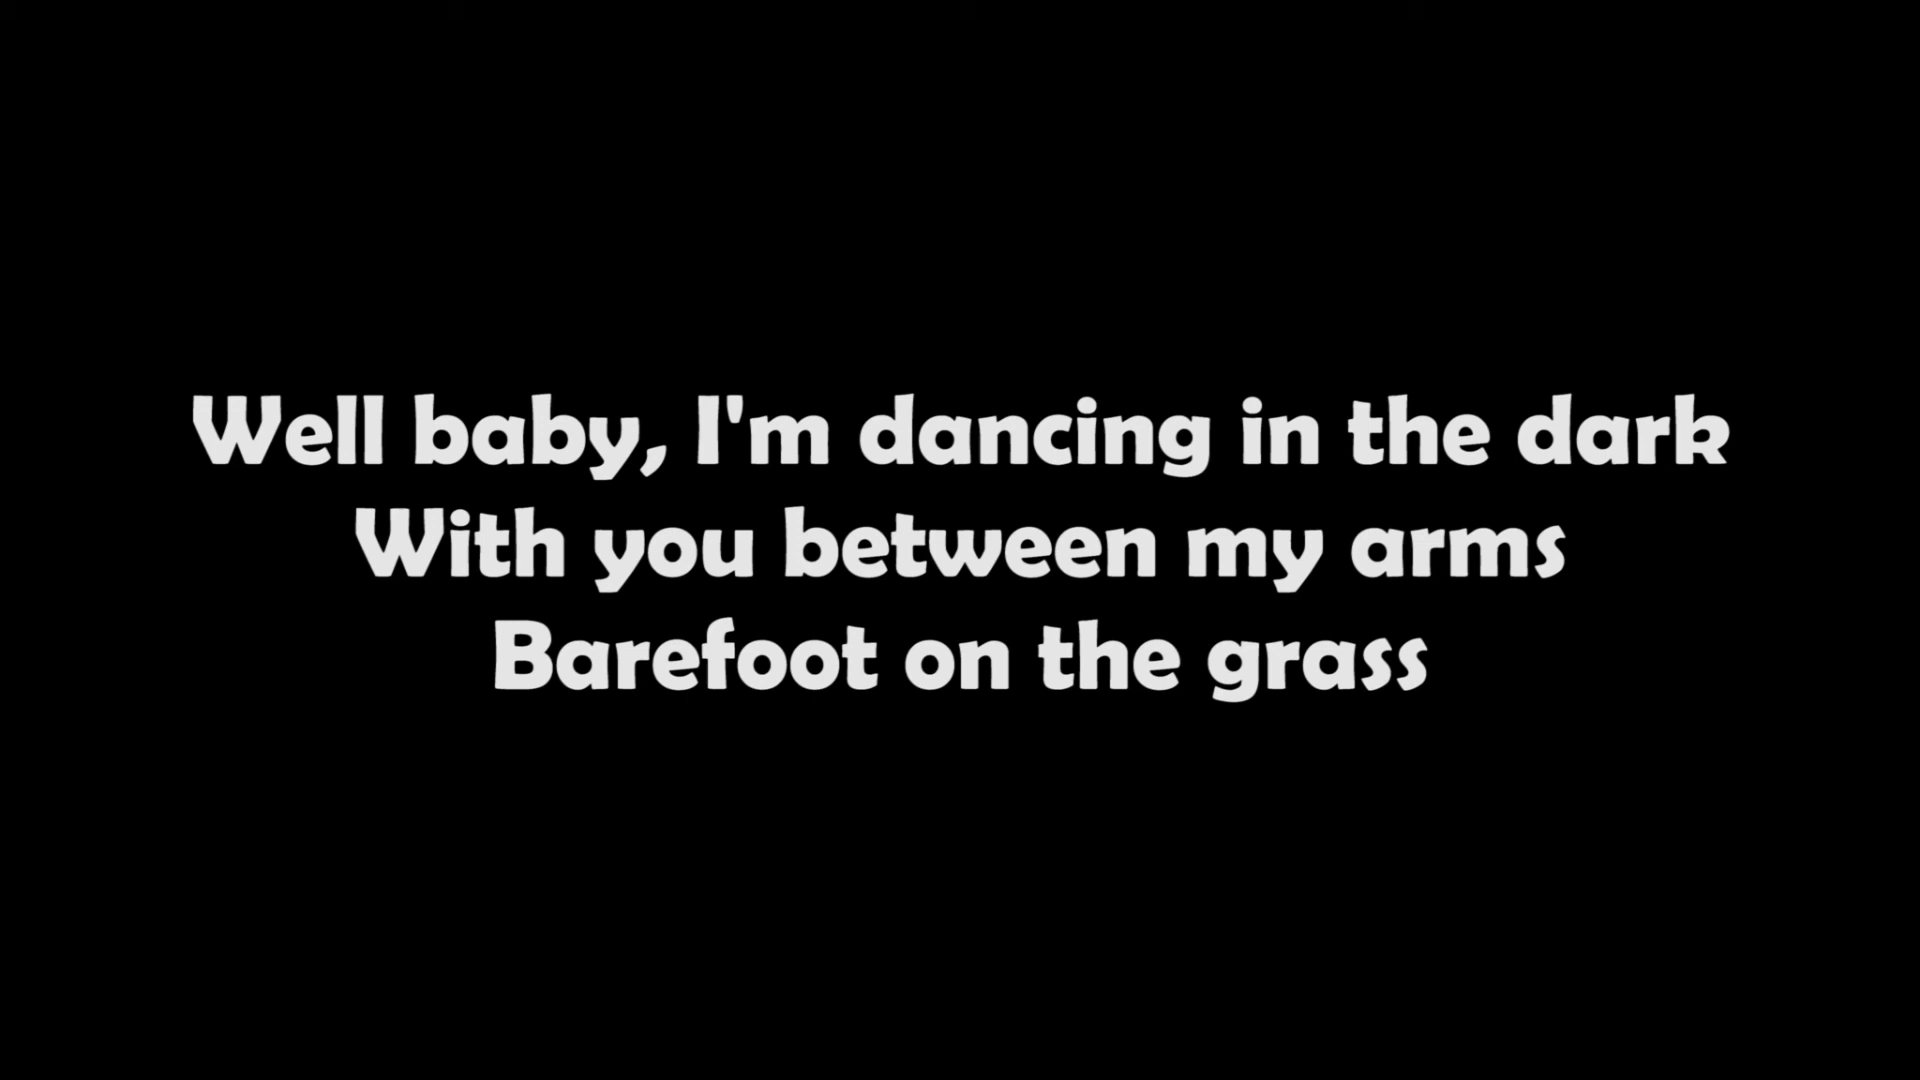 Well baby, I'm dancing in the dark
With you between my arms
Barefoot on the grass